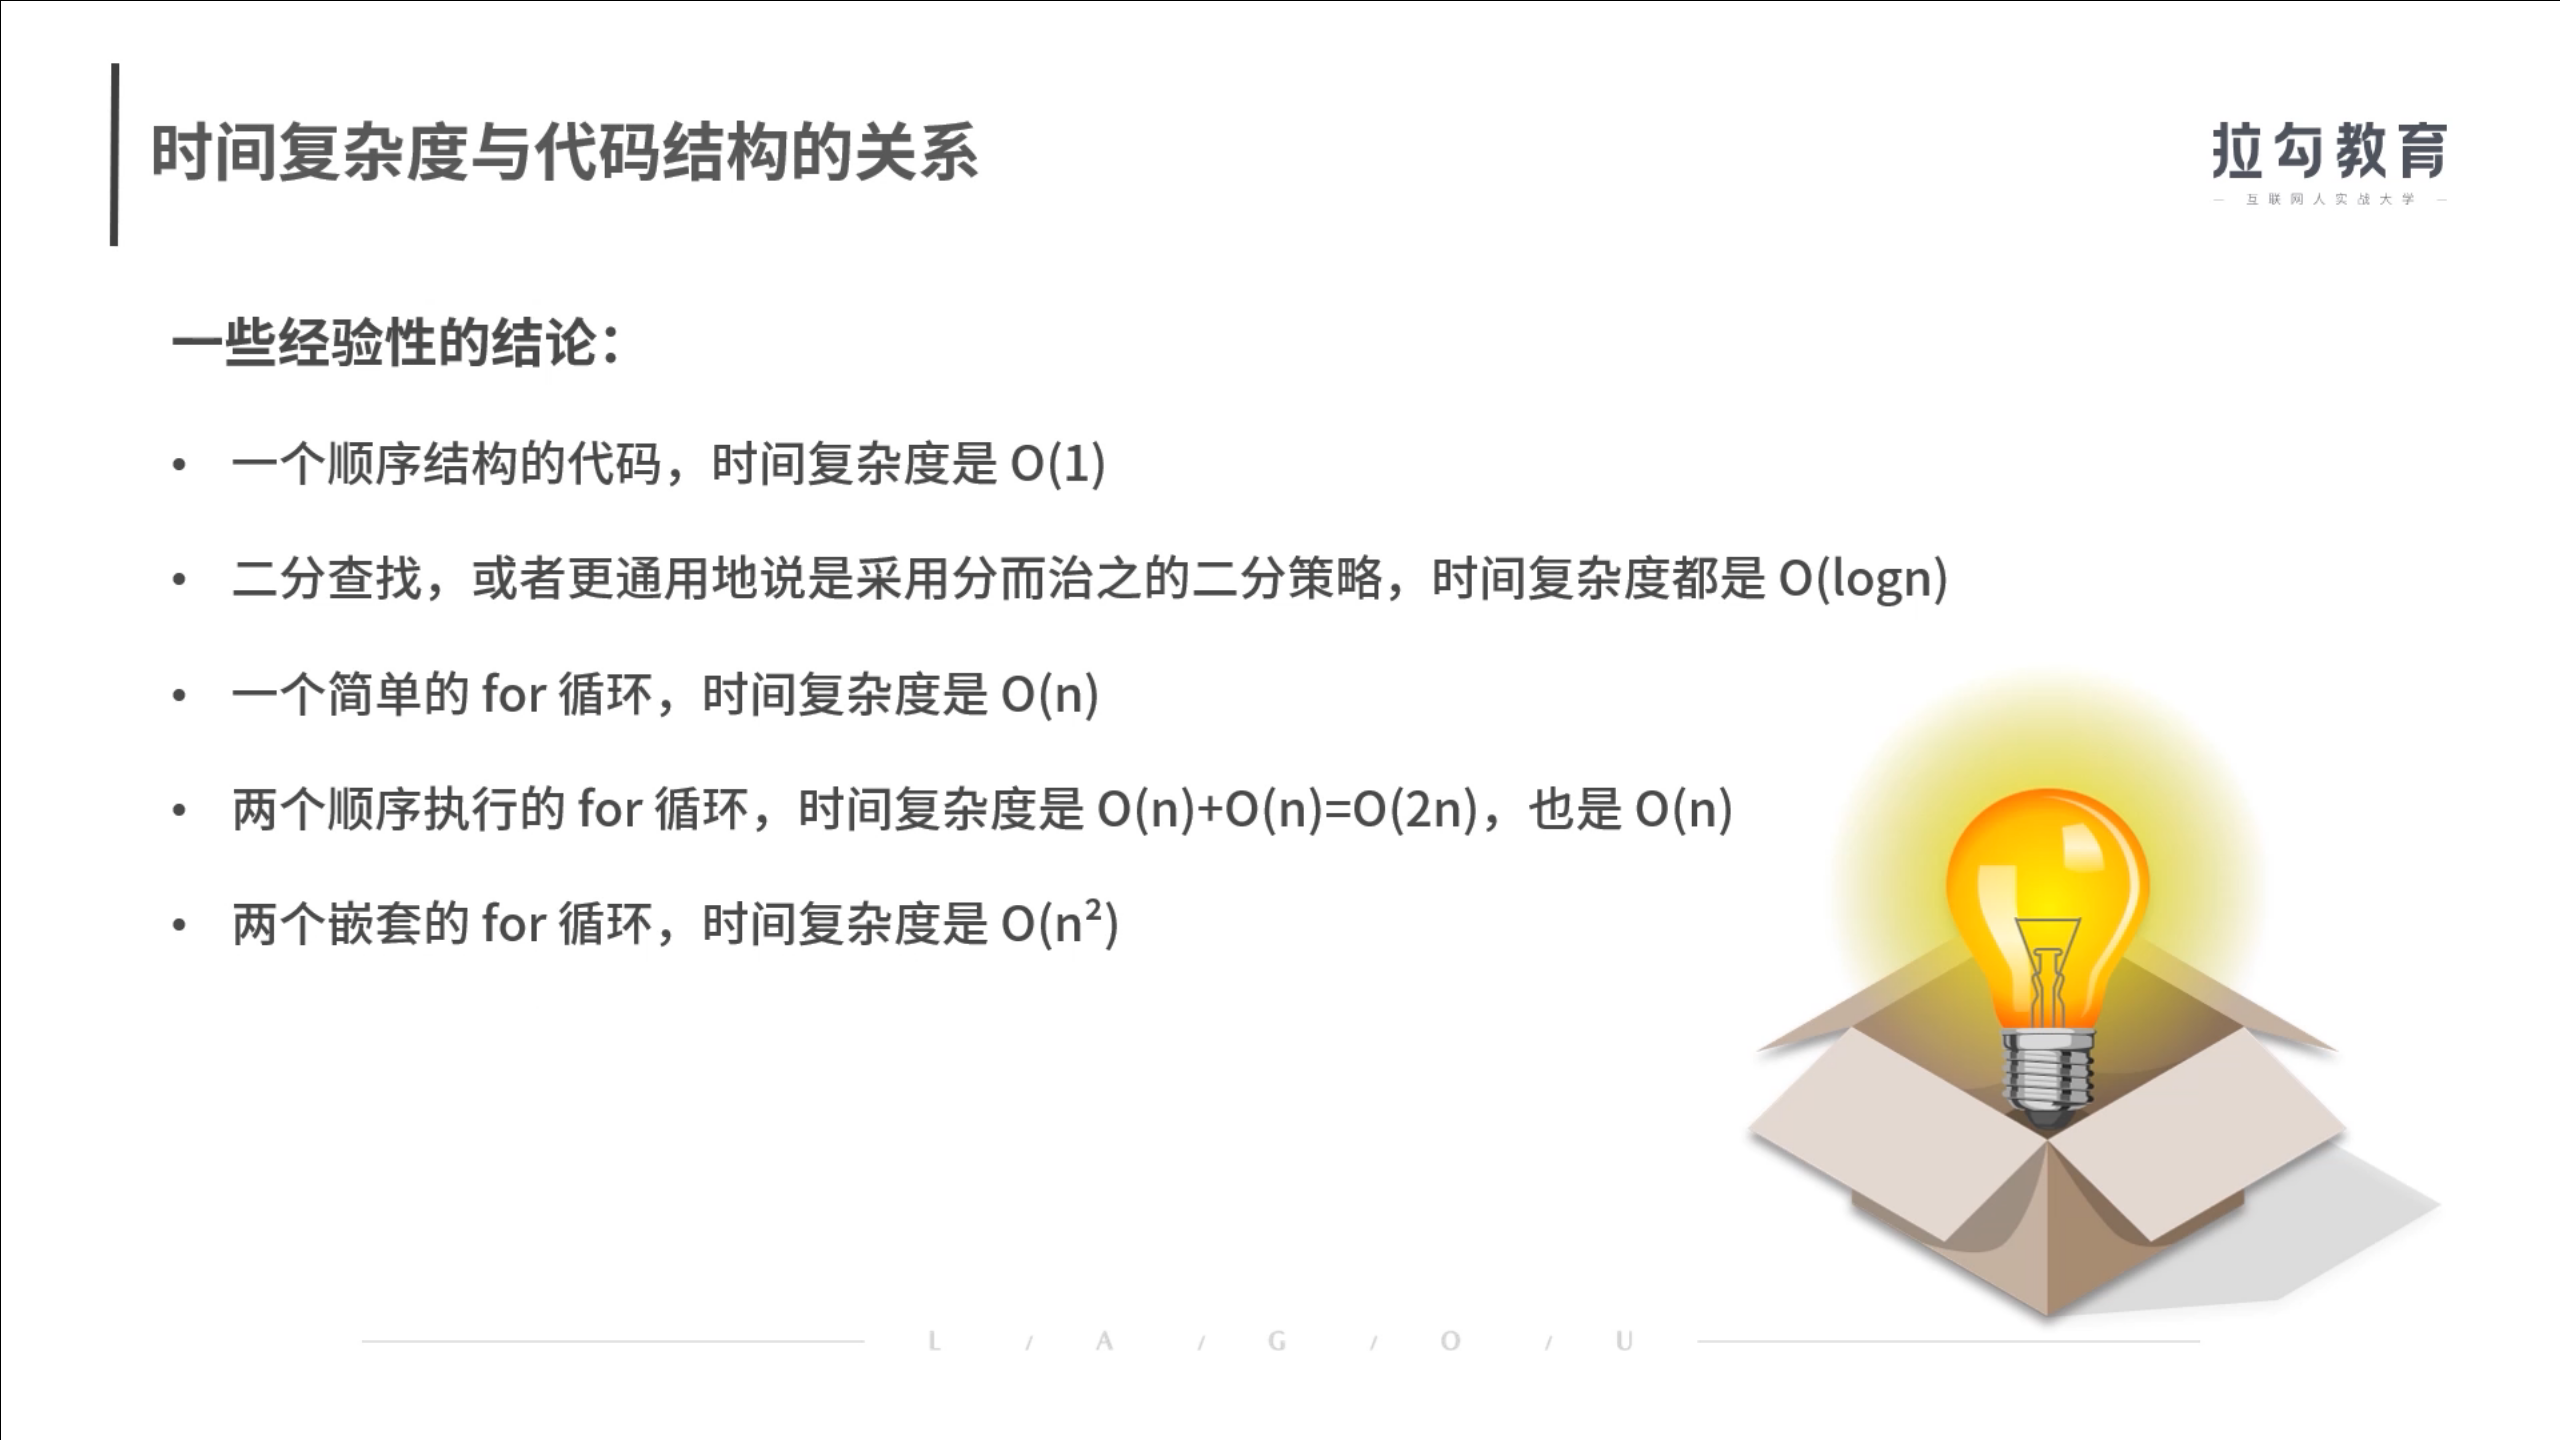 时间复杂度与代码结构的关系
拉勾教育
— 互联网人实战大学 —
一些经验性的结论：
• 一个顺序结构的代码，时间复杂度是 O(1)
• 二分查找，或者更通用地说是采用分而治之的二分策略，时间复杂度都是 O(logn)
• 一个简单的 for 循环，时间复杂度是 O(n)
• 两个顺序执行的 for 循环，时间复杂度是 O(n)+O(n)=O(2n)，也是 O(n)
• 两个嵌套的 for 循环，时间复杂度是 O(n²)
L / A / G / O / U